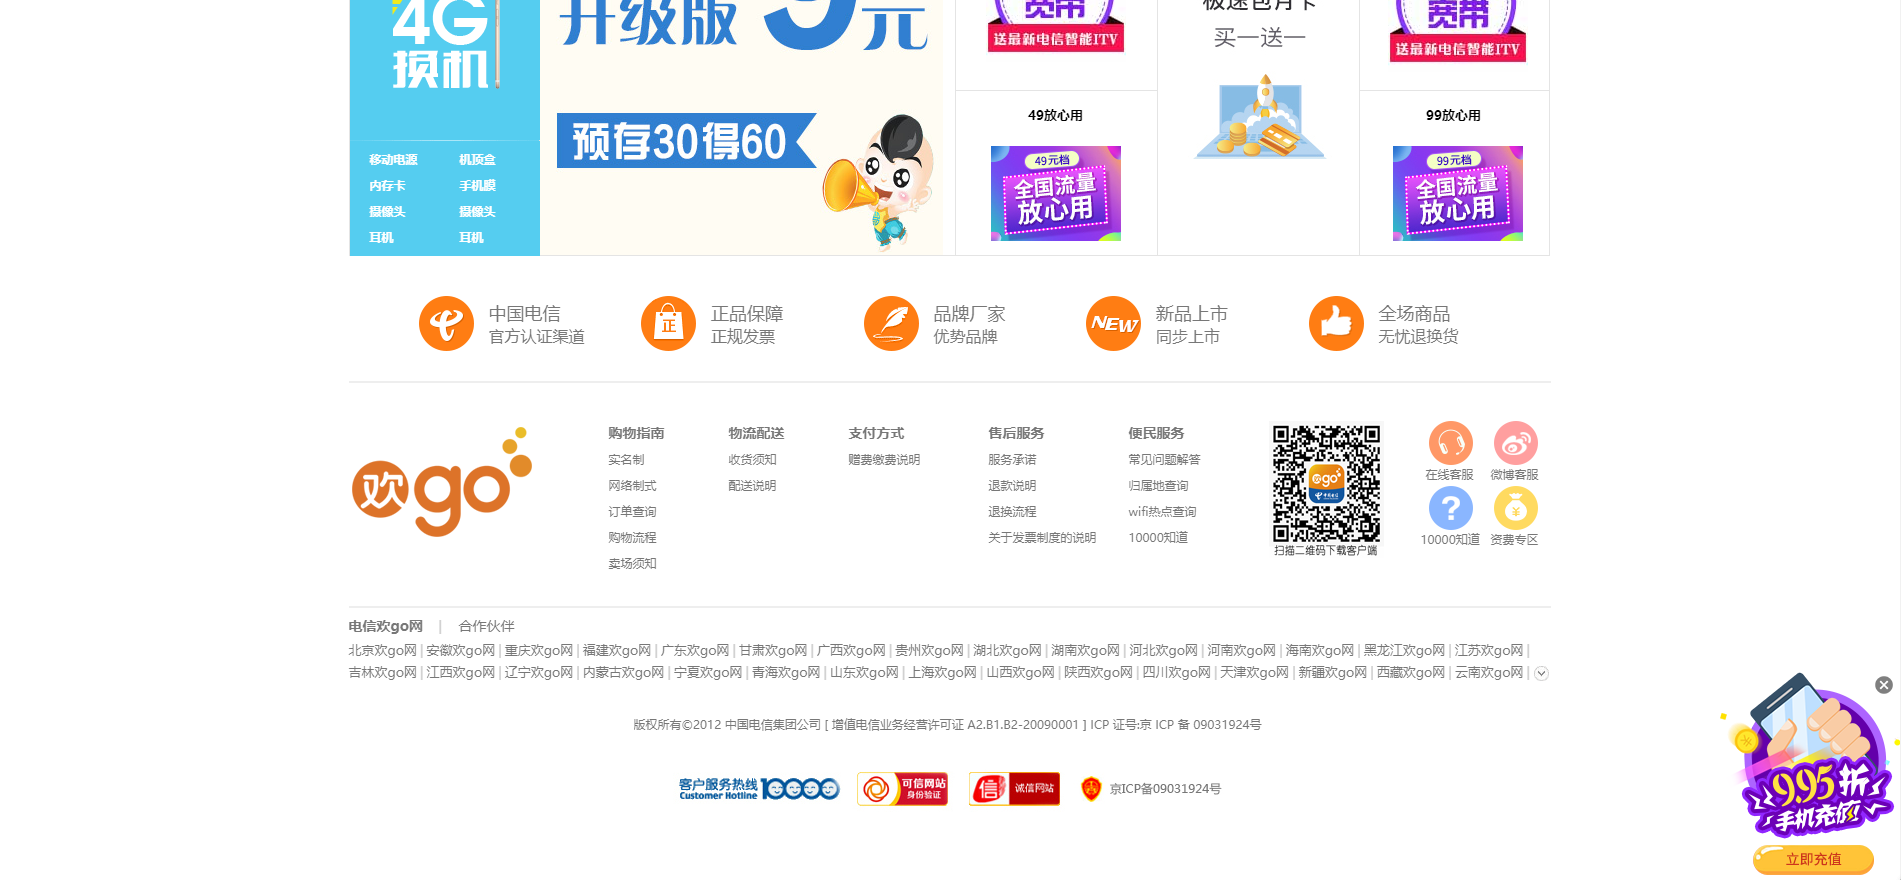 4G
换机
移动电源 机顶盒
内存卡 手机膜
摄像头 摄像头
耳机 耳机
升级版9元
预存30得60
宽带
送最新电信智能ITV
极速包月卡
买一送一
宽带
送最新电信智能ITV
49放心用
49元档
全国流量
放心用
99放心用
99元档
全国流量
放心用
中国电信
官方认证渠道
正
正品保障
正规发票
品牌厂家
优势品牌
NEW
新品上市
同步上市
全场商品
无忧退换货
欢go
购物指南
实名制
网络制式
订单查询
购物流程
卖场须知
物流配送
收货须知
配送说明
支付方式
赠费缴费说明
售后服务
服务承诺
退款说明
退换流程
关于发票制度的说明
便民服务
常见问题解答
归属地查询
wifi热点查询
10000知道
欢go
中国电信
扫描二维码下载客户端
在线客服 微博客服
? ¥
10000知道 资费专区
电信欢go网 | 合作伙伴
北京欢go网 | 安徽欢go网 | 重庆欢go网 | 福建欢go网 | 广东欢go网 | 甘肃欢go网 | 广西欢go网 | 贵州欢go网 | 湖北欢go网 | 湖南欢go网 | 河北欢go网 | 河南欢go网 | 海南欢go网 | 黑龙江欢go网 | 江苏欢go网 |
吉林欢go网 | 江西欢go网 | 辽宁欢go网 | 内蒙古欢go网 | 宁夏欢go网 | 青海欢go网 | 山东欢go网 | 上海欢go网 | 山西欢go网 | 陕西欢go网 | 四川欢go网 | 天津欢go网 | 新疆欢go网 | 西藏欢go网 | 云南欢go网 |
版权所有©2012 中国电信集团公司 [ 增值电信业务经营许可证 A2.B1.B2-20090001 ] ICP 证号:京 ICP 备 09031924号
客户服务热线 10000
Customer Hotline
可信网站
身份验证
信 诚信网站
京ICP备09031924号
9.95折
手机充值!
立即充值